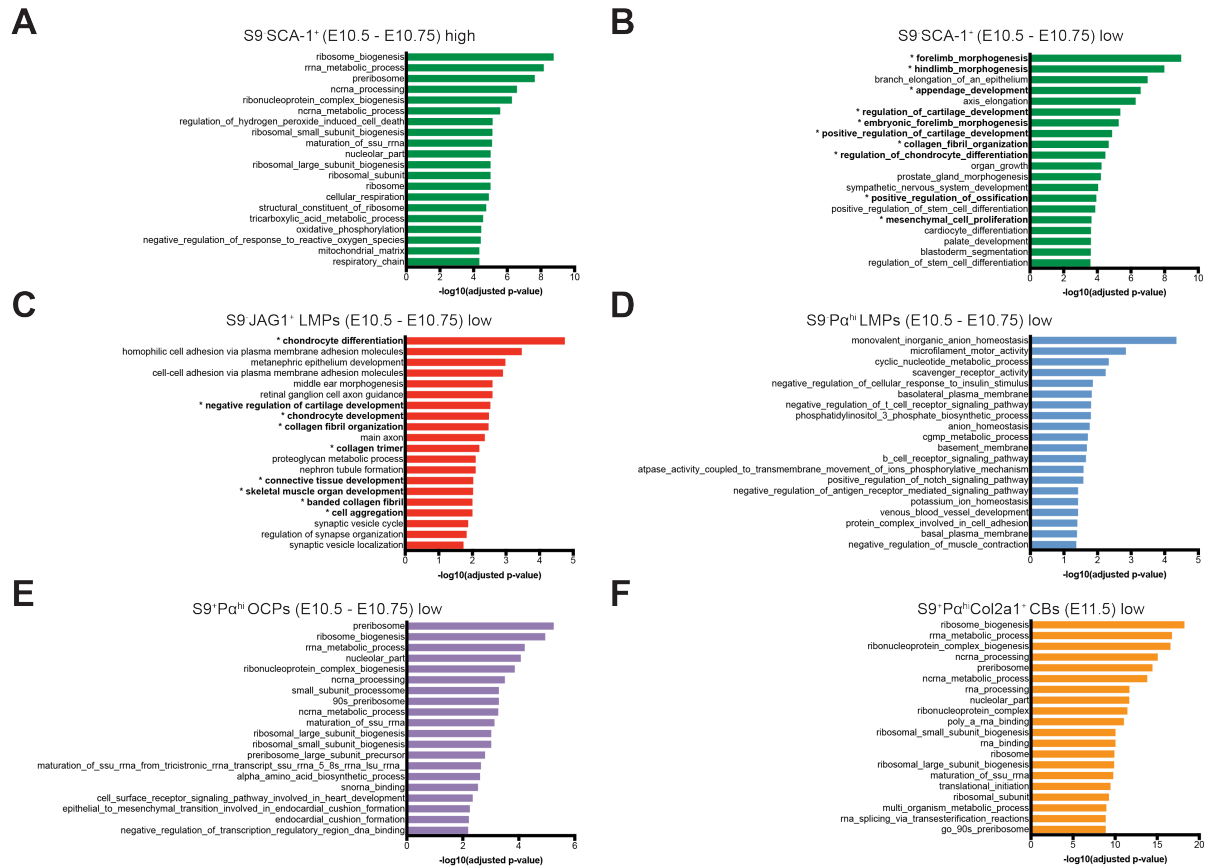 A
S9⁻SCA-1⁺ (E10.5 - E10.75) high
ribosome_biogenesis
rrna_metabolic_process
preribosome
ncrna_processing
ribonucleoprotein_complex_biogenesis
ncrna_metabolic_process
regulation_of_hydrogen_peroxide_induced_cell_death
ribosomal_small_subunit_biogenesis
maturation_of_ssu_rrna
nucleolar_part
ribosomal_large_subunit_biogenesis
ribosomal_subunit
ribosome
cellular_respiration
structural_constituent_of_ribosome
tricarboxylic_acid_metabolic_process
oxidative_phosphorylation
negative_regulation_of_response_to_reactive_oxygen_species
mitochondrial_matrix
respiratory_chain
0 2 4 6 8 10
-log10(adjusted p-value)
B
S9⁻SCA-1⁺ (E10.5 - E10.75) low
* forelimb_morphogenesis
* hindlimb_morphogenesis
branch_elongation_of_an_epithelium
* appendage_development
axis_elongation
* regulation_of_cartilage_development
* embryonic_forelimb_morphogenesis
* positive_regulation_of_cartilage_development
* collagen_fibril_organization
* regulation_of_chondrocyte_differentiation
organ_growth
prostate_gland_morphogenesis
sympathetic_nervous_system_development
* positive_regulation_of_ossification
positive_regulation_of_stem_cell_differentiation
* mesenchymal_cell_proliferation
cardiocyte_differentiation
palate_development
blastoderm_segmentation
regulation_of_stem_cell_differentiation
0 2 4 6 8 10
-log10(adjusted p-value)
C
S9⁻JAG1⁺ LMPs (E10.5 - E10.75) low
* chondrocyte differentiation
homophilic cell adhesion via plasma membrane adhesion molecules
metanephric epithelium development
cell-cell adhesion via plasma membrane adhesion molecules
middle ear morphogenesis
retinal ganglion cell axon guidance
* negative regulation of cartilage development
* chondrocyte development
* collagen fibril organization
main axon
* collagen trimer
proteoglycan metabolic process
nephron tubule formation
* connective tissue development
* skeletal muscle organ development
* banded collagen fibril
* cell aggregation
synaptic vesicle cycle
regulation of synapse organization
synaptic vesicle localization
0 1 2 3 4 5
-log10(adjusted p-value)
D
S9⁻Pαʰⁱ LMPs (E10.5 - E10.75) low
monovalent_inorganic_anion_homeostasis
microfilament_motor_activity
cyclic_nucleotide_metabolic_process
scavenger_receptor_activity
negative_regulation_of_cellular_response_to_insulin_stimulus
basolateral_plasma_membrane
negative_regulation_of_t_cell_receptor_signaling_pathway
phosphatidylinositol_3_phosphate_biosynthetic_process
anion_homeostasis
cgmp_metabolic_process
basement_membrane
b_cell_receptor_signaling_pathway
atpase_activity_coupled_to_transmembrane_movement_of_ions_phosphorylative_mechanism
positive_regulation_of_notch_signaling_pathway
negative_regulation_of_antigen_receptor_mediated_signaling_pathway
potassium_ion_homeostasis
venous_blood_vessel_development
protein_complex_involved_in_cell_adhesion
basal_plasma_membrane
negative_regulation_of_muscle_contraction
0 1 2 3 4 5
-log10(adjusted p-value)
E
S9⁺Pαʰⁱ OCPs (E10.5 - E10.75) low
preribosome
ribosome_biogenesis
rrna_metabolic_process
nucleolar_part
ribonucleoprotein_complex_biogenesis
ncrna_processing
small_subunit_processome
90s_preribosome
ncrna_metabolic_process
maturation_of_ssu_rrna
ribosomal_large_subunit_biogenesis
ribosomal_small_subunit_biogenesis
preribosome_large_subunit_precursor
maturation_of_ssu_rrna_from_tricistronic_rrna_transcript_ssu_rrna_5_8s_rrna_lsu_rrna_
alpha_amino_acid_biosynthetic_process
snorna_binding
cell_surface_receptor_signaling_pathway_involved_in_heart_development
epithelial_to_mesenchymal_transition_involved_in_endocardial_cushion_formation
endocardial_cushion_formation
negative_regulation_of_transcription_regulatory_region_dna_binding
0 2 4 6
-log10(adjusted p-value)
F
S9⁺PαʰⁱCol2a1⁺ CBs (E11.5) low
ribosome_biogenesis
rrna_metabolic_process
ribonucleoprotein_complex_biogenesis
ncrna_processing
preribosome
ncrna_metabolic_process
rna_processing
nucleolar_part
ribonucleoprotein_complex
poly_a_rna_binding
ribosomal_small_subunit_biogenesis
rna_binding
ribosome
ribosomal_large_subunit_biogenesis
maturation_of_ssu_rrna
translational_initiation
ribosomal_subunit
multi_organism_metabolic_process
rna_splicing_via_transesterification_reactions
go_90s_preribosome
0 5 10 15 20
-log10(adjusted p-value)